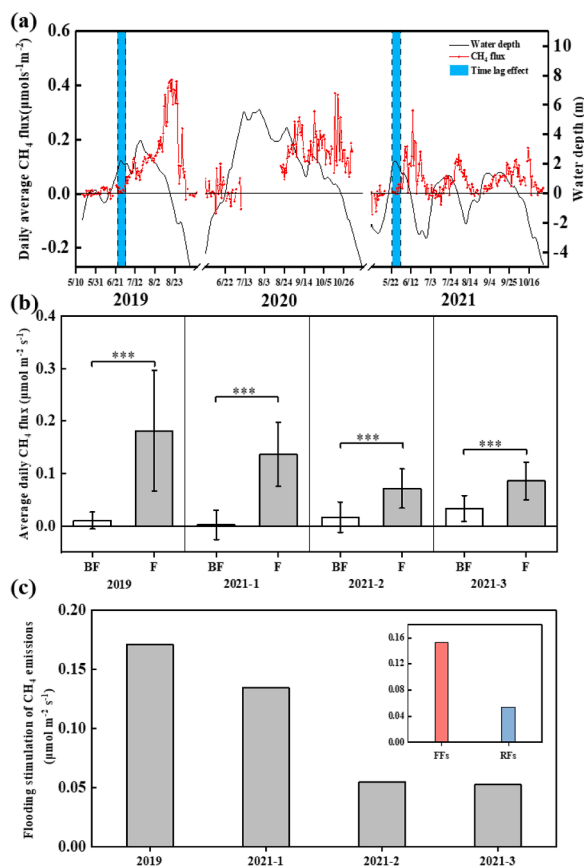 (a)
Daily average CH4 flux(μmols-1m-2)
0.6
0.4
0.2
0.0
-0.2
Water depth
CH4 flux
Time lag effect
10
8
6
4
2
0
-2
-4
Water depth (m)
5/10 5/31 6/21 7/12 8/2 8/23
6/22 7/13 8/3 8/24 9/14 10/5 10/26
5/22 6/12 7/3 7/24 8/14 9/4 9/25 10/16
2019 2020 2021
(b)
Average daily CH4 flux (μmol m-2 s-1)
0.4
0.3
0.2
0.1
0.0
*** *** *** ***
BF F BF F BF F BF F
2019 2021-1 2021-2 2021-3
(c)
Flooding stimulation of CH4 emissions
(μmol m-2 s-1)
0.20
0.15
0.10
0.05
0.00
0.16
0.12
0.08
0.04
0.00
FFs RFs
2019 2021-1 2021-2 2021-3